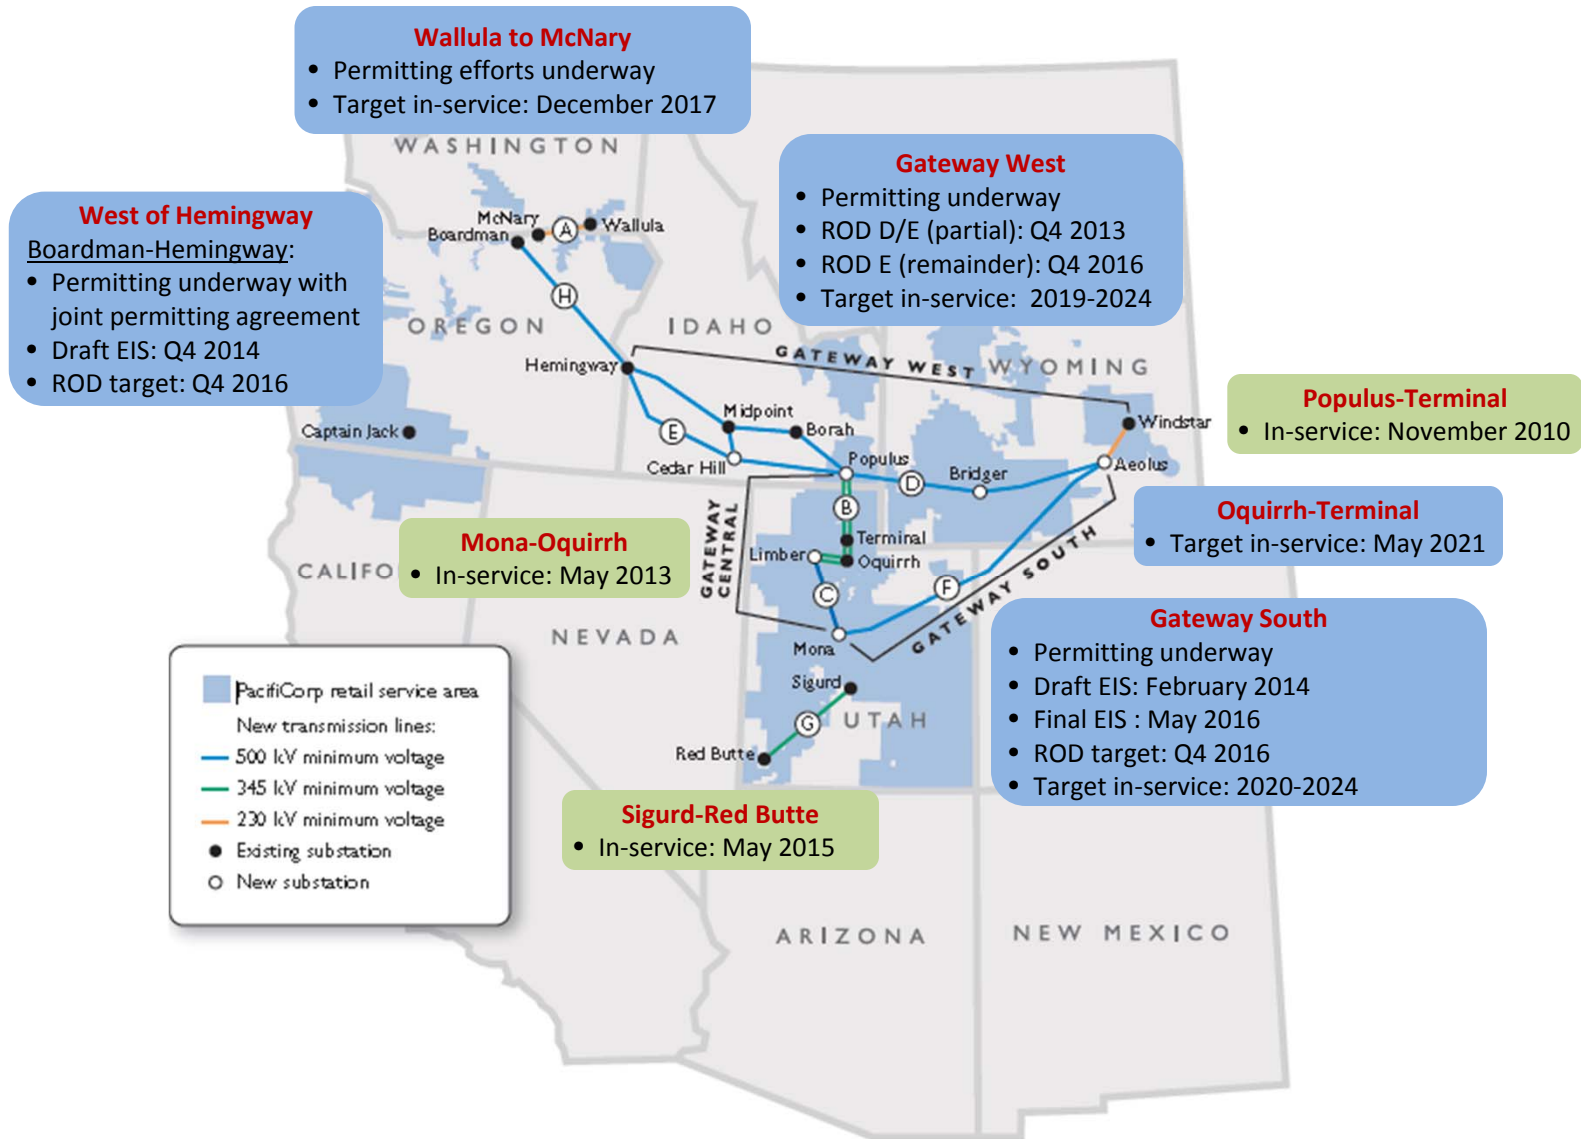 Wallula to McNary
• Permitting efforts underway
• Target in-service: December 2017
WASHINGTON
Gateway West
• Permitting underway
• ROD D/E (partial): Q4 2013
• ROD E (remainder): Q4 2016
• Target in-service: 2019-2024
West of Hemingway
Boardman-Hemingway:
• Permitting underway with
joint permitting agreement
• Draft EIS: Q4 2014
• ROD target: Q4 2016
McNary
A
Wallula
Boardman
H
OREGON
IDAHO
GATEWAY WEST
WYOMING
Hemingway
Populus-Terminal
• In-service: November 2010
Midpoint
Borah
Windstar
Captain Jack
E
Cedar Hill
Populus
Bridger
Aeolus
D
B
GATEWAY
CENTRAL
Oquirrh-Terminal
• Target in-service: May 2021
Mona-Oquirrh
• In-service: May 2013
Terminal
Limber
Oquirrh
GATEWAY SOUTH
CALIFO
C
F
NEVADA
Mona
Gateway South
• Permitting underway
• Draft EIS: February 2014
• Final EIS : May 2016
• ROD target: Q4 2016
• Target in-service: 2020-2024
Sigurd
G
UTAH
Red Butte
PacifiCorp retail service area
New transmission lines:
500 kV minimum voltage
345 kV minimum voltage
230 kV minimum voltage
Existing substation
New substation
Sigurd-Red Butte
• In-service: May 2015
ARIZONA
NEW MEXICO